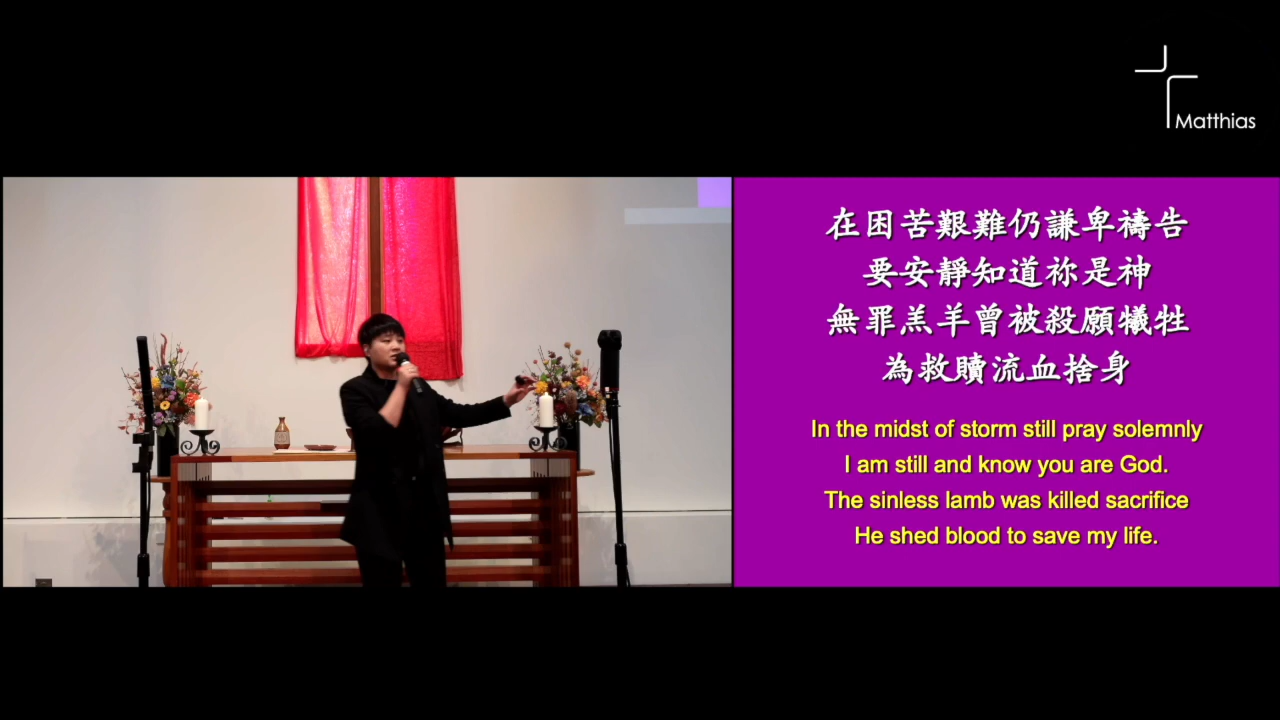 Matthias
在困苦艱難仍謙卑禱告
要安靜知道祢是神
無罪羔羊曾被殺願犧牲
為救贖流血捨身
In the midst of storm still pray solemnly
I am still and know you are God.
The sinless lamb was killed sacrifice
He shed blood to save my life.